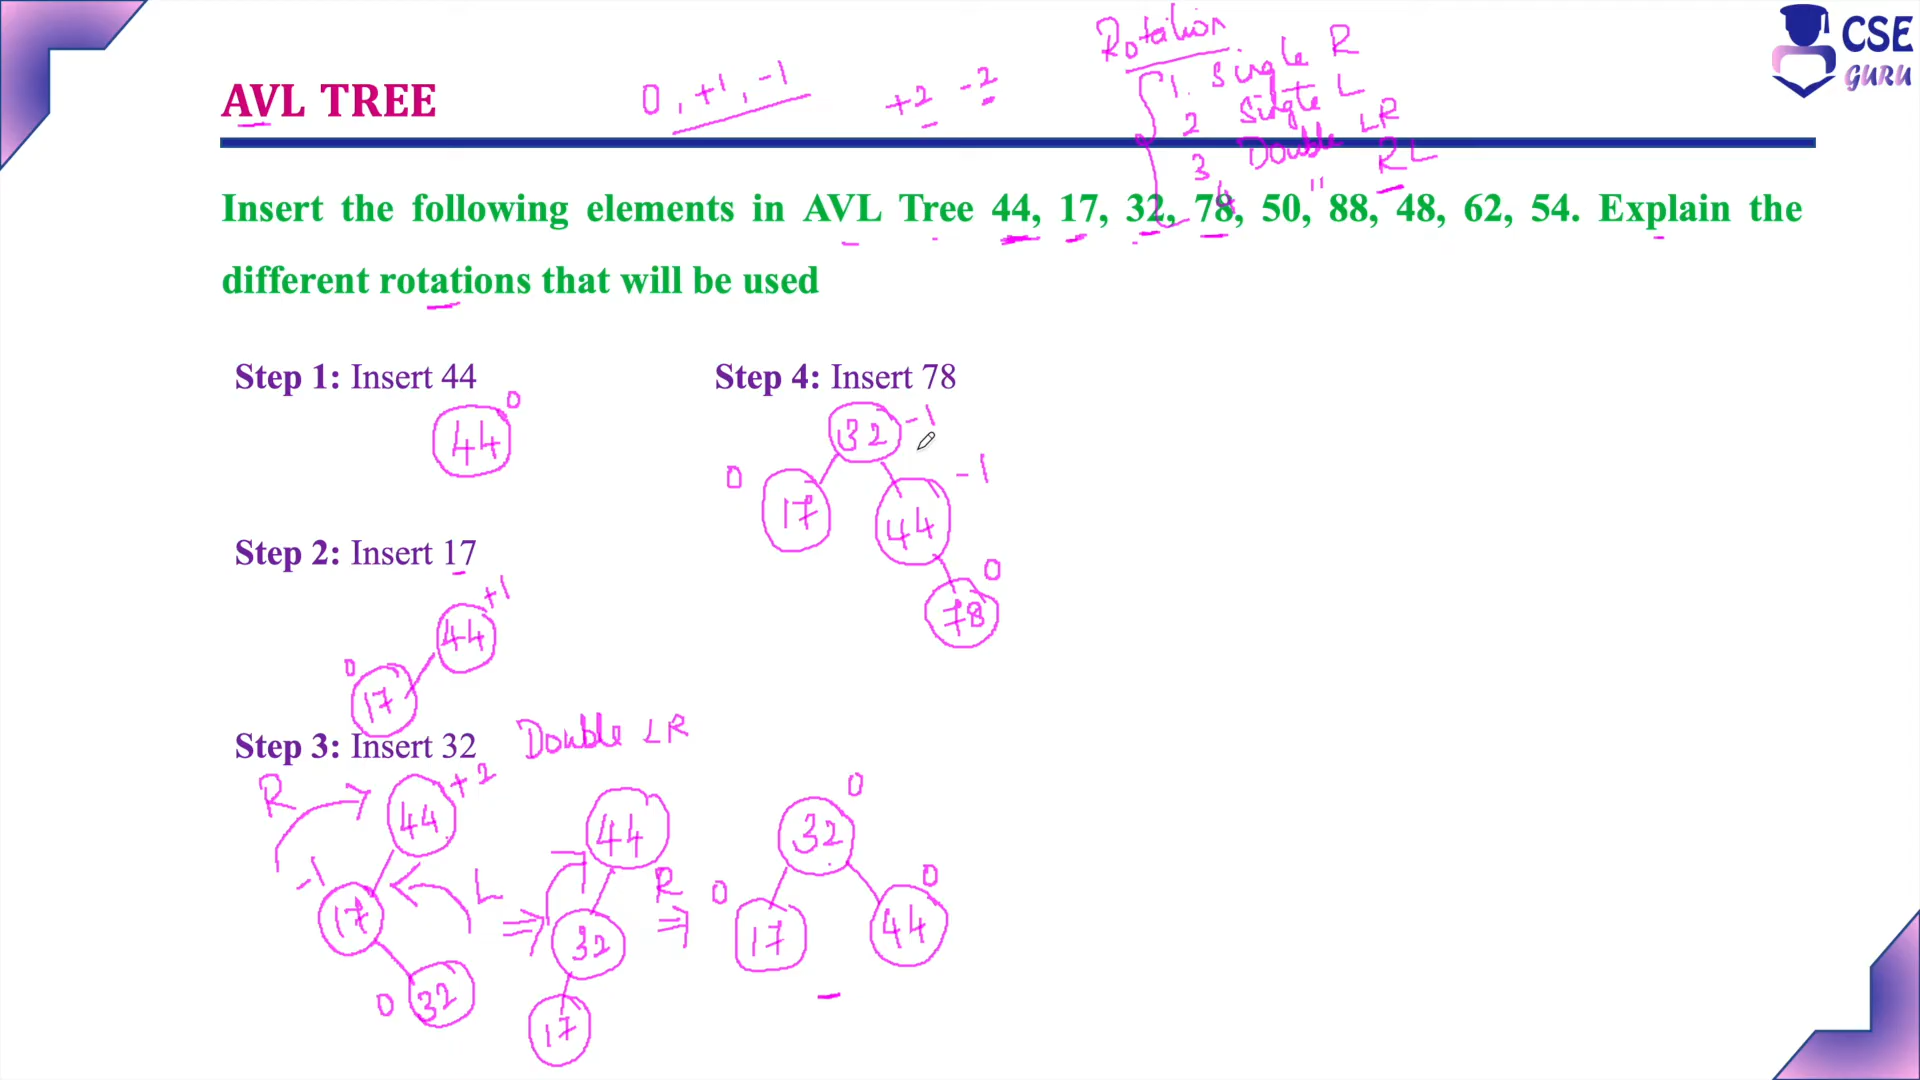 CSE
GURU
AVL TREE
0, +1, -1
+2 -2
Rotation
1. Single R
2 Single L
3 Double LR
4 " RL
Insert the following elements in AVL Tree 44, 17, 32, 78, 50, 88, 48, 62, 54. Explain the
different rotations that will be used
Step 1: Insert 44
0
44
Step 2: Insert 17
+1
44
0
17
Step 3: Insert 32 Double LR
R
44 +2
-1
17
L
0 32
⇒
44
32
17
R
⇒
0
32
0
17
0
44
Step 4: Insert 78
32 -1
0
17
-1
44
0
78